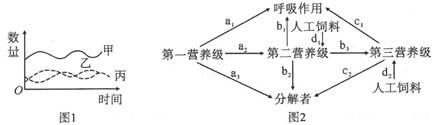 数量
甲
乙
丙
O
时间
图1
呼吸作用
a₁
b₁
人工饲料
d₁
c₁
第一营养级
a₂
第二营养级
b₃
第三营养级
a₃
b₂
c₂
d₂
分解者
人工饲料
图2